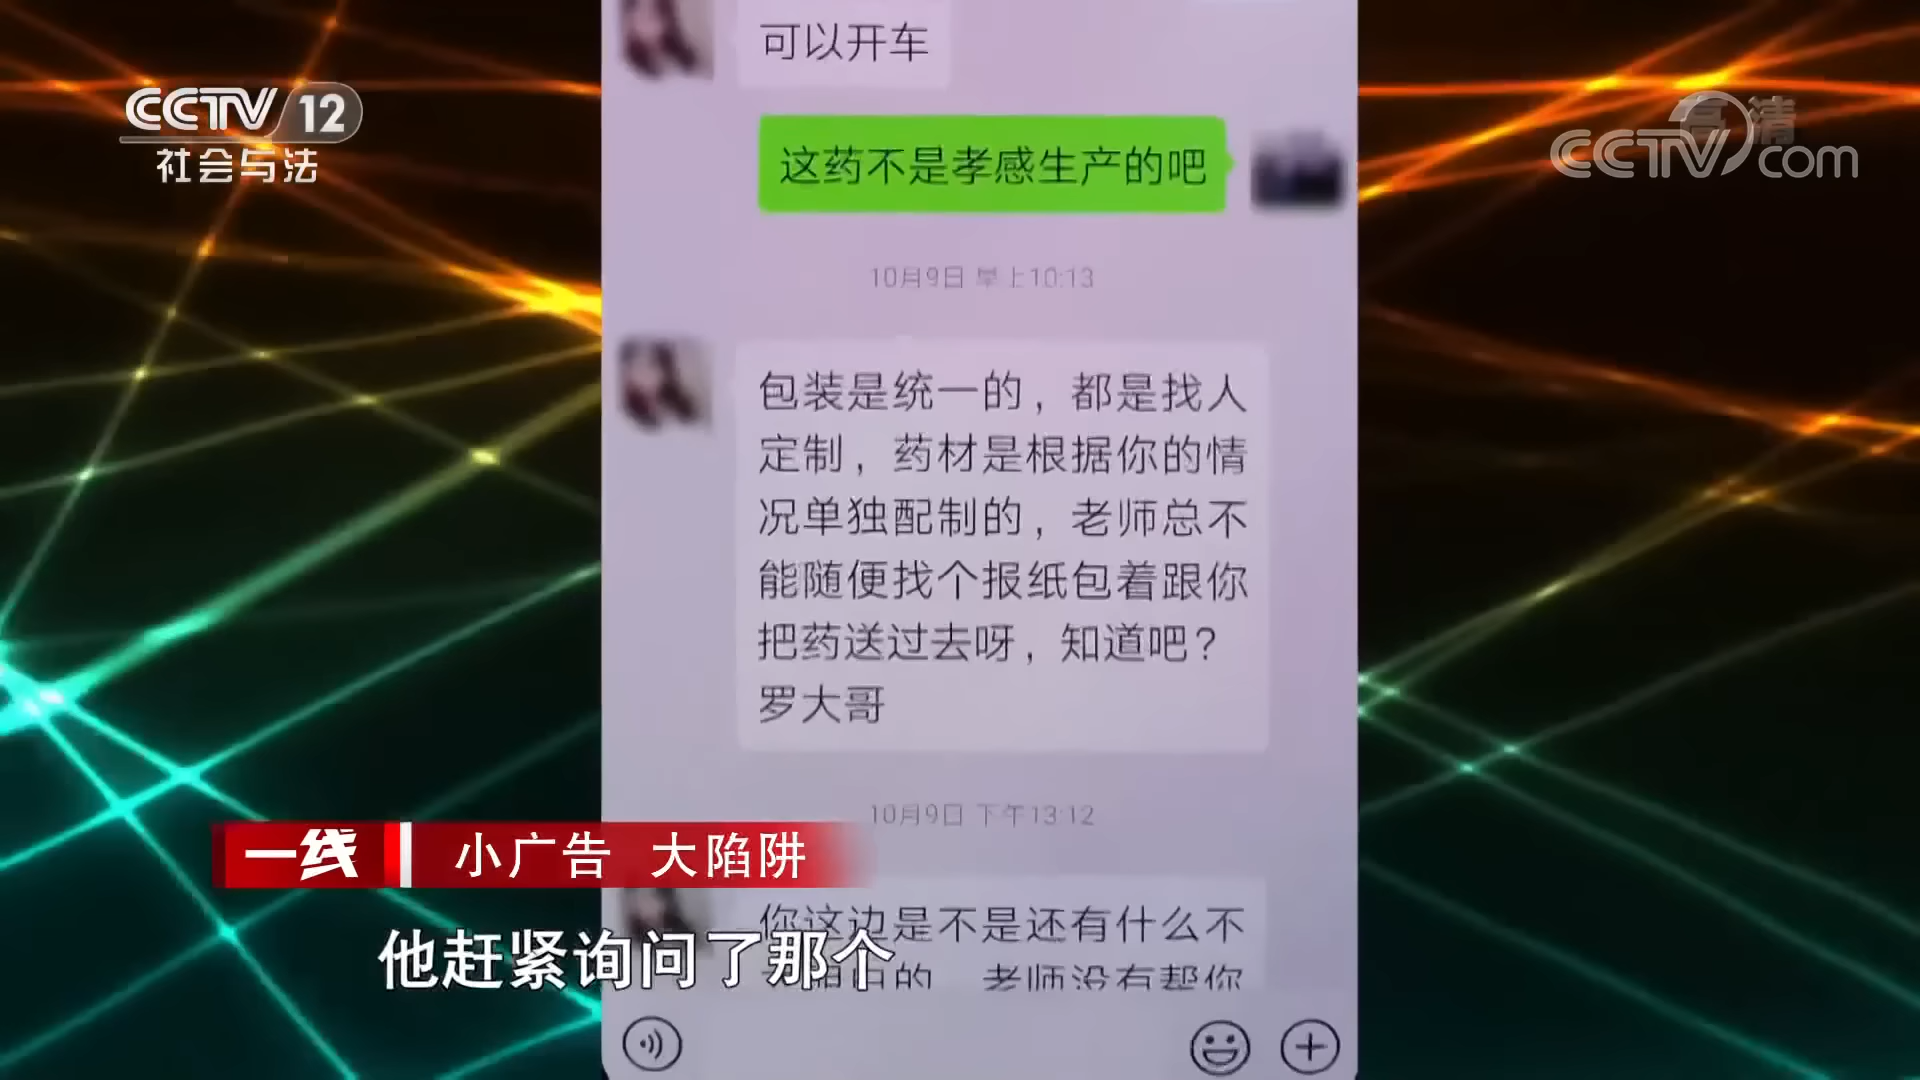 可以开车
CCTV 12
社会与法
高清
CCTV com
这药不是孝感生产的吧
10月9日 早上10:13
包装是统一的，都是找人
定制，药材是根据你的情
况单独配制的，老师总不
能随便找个报纸包着跟你
把药送过去呀，知道吧？
罗大哥
10月9日 下午13:12
一线
小广告 大陷阱
你这边是不是还有什么不
的 老师没有帮你
他赶紧询问了那个